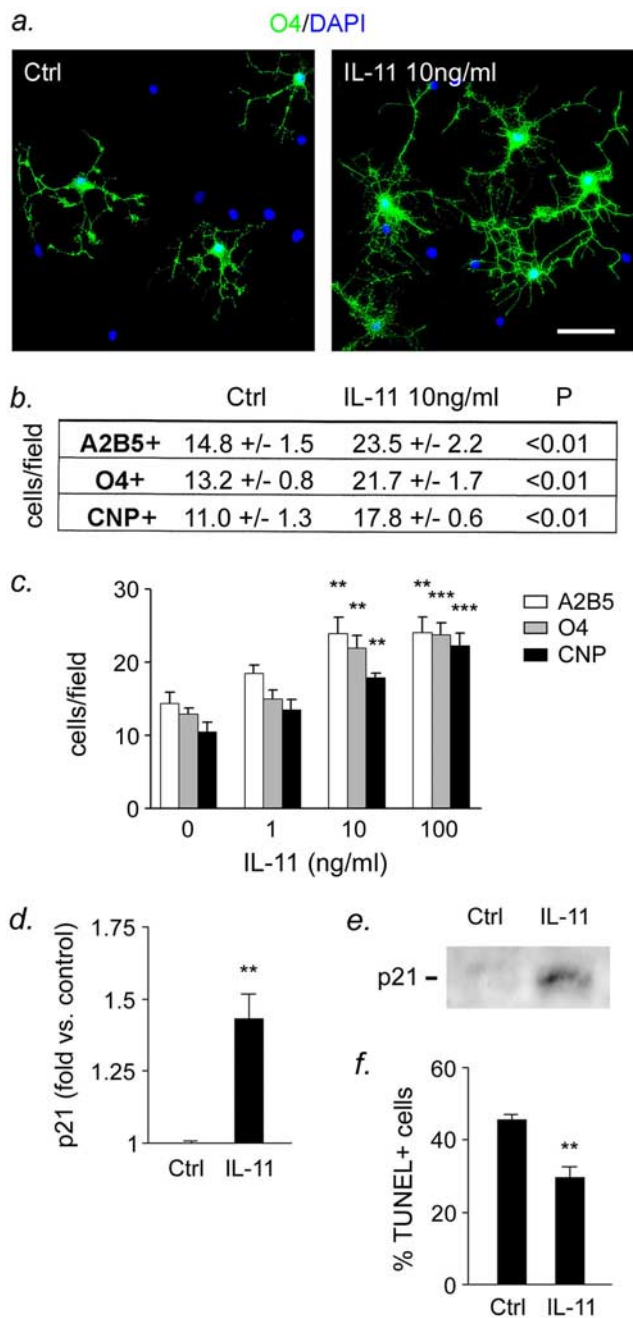 a.
O4/DAPI
Ctrl
IL-11 10ng/ml
b.
Ctrl IL-11 10ng/ml P
cells/field
A2B5+ 14.8 +/- 1.5 23.5 +/- 2.2 <0.01
O4+ 13.2 +/- 0.8 21.7 +/- 1.7 <0.01
CNP+ 11.0 +/- 1.3 17.8 +/- 0.6 <0.01
c.
cells/field
30
20
10
0
** ** **
** *** ***
A2B5
O4
CNP
0 1 10 100
IL-11 (ng/ml)
d.
p21 (fold vs. control)
1.75
1.5
1.25
1
**
Ctrl IL-11
e.
Ctrl IL-11
p21 -
f.
% TUNEL+ cells
60
40
20
0
**
Ctrl IL-11